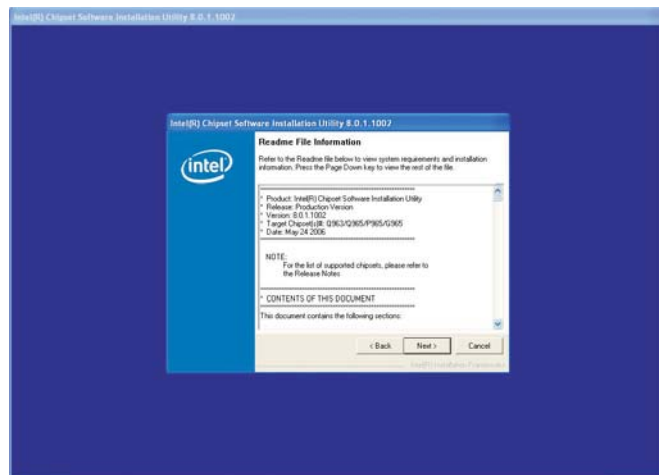 Intel(R) Chipset Software Installation Utility 8.0.1.1002
Intel(R) Chipset Software Installation Utility 8.0.1.1002
intel
Readme File Information
Refer to the Readme file below to view system requirements and installation
information. Press the Page Down key to view the rest of the file.
************************************************************
* Product: Intel(R) Chipset Software Installation Utility
* Release: Production Version
* Version: 8.0.1.1002
* Target Chipset(s)#: Q963/Q965/P965/G965
* Date: May 24 2006
************************************************************
NOTE:
For the list of supported chipsets, please refer to
the Release Notes
************************************************************
* CONTENTS OF THIS DOCUMENT
************************************************************
This document contains the following sections:
< Back
Next >
Cancel
Intel(R) Installation Framework